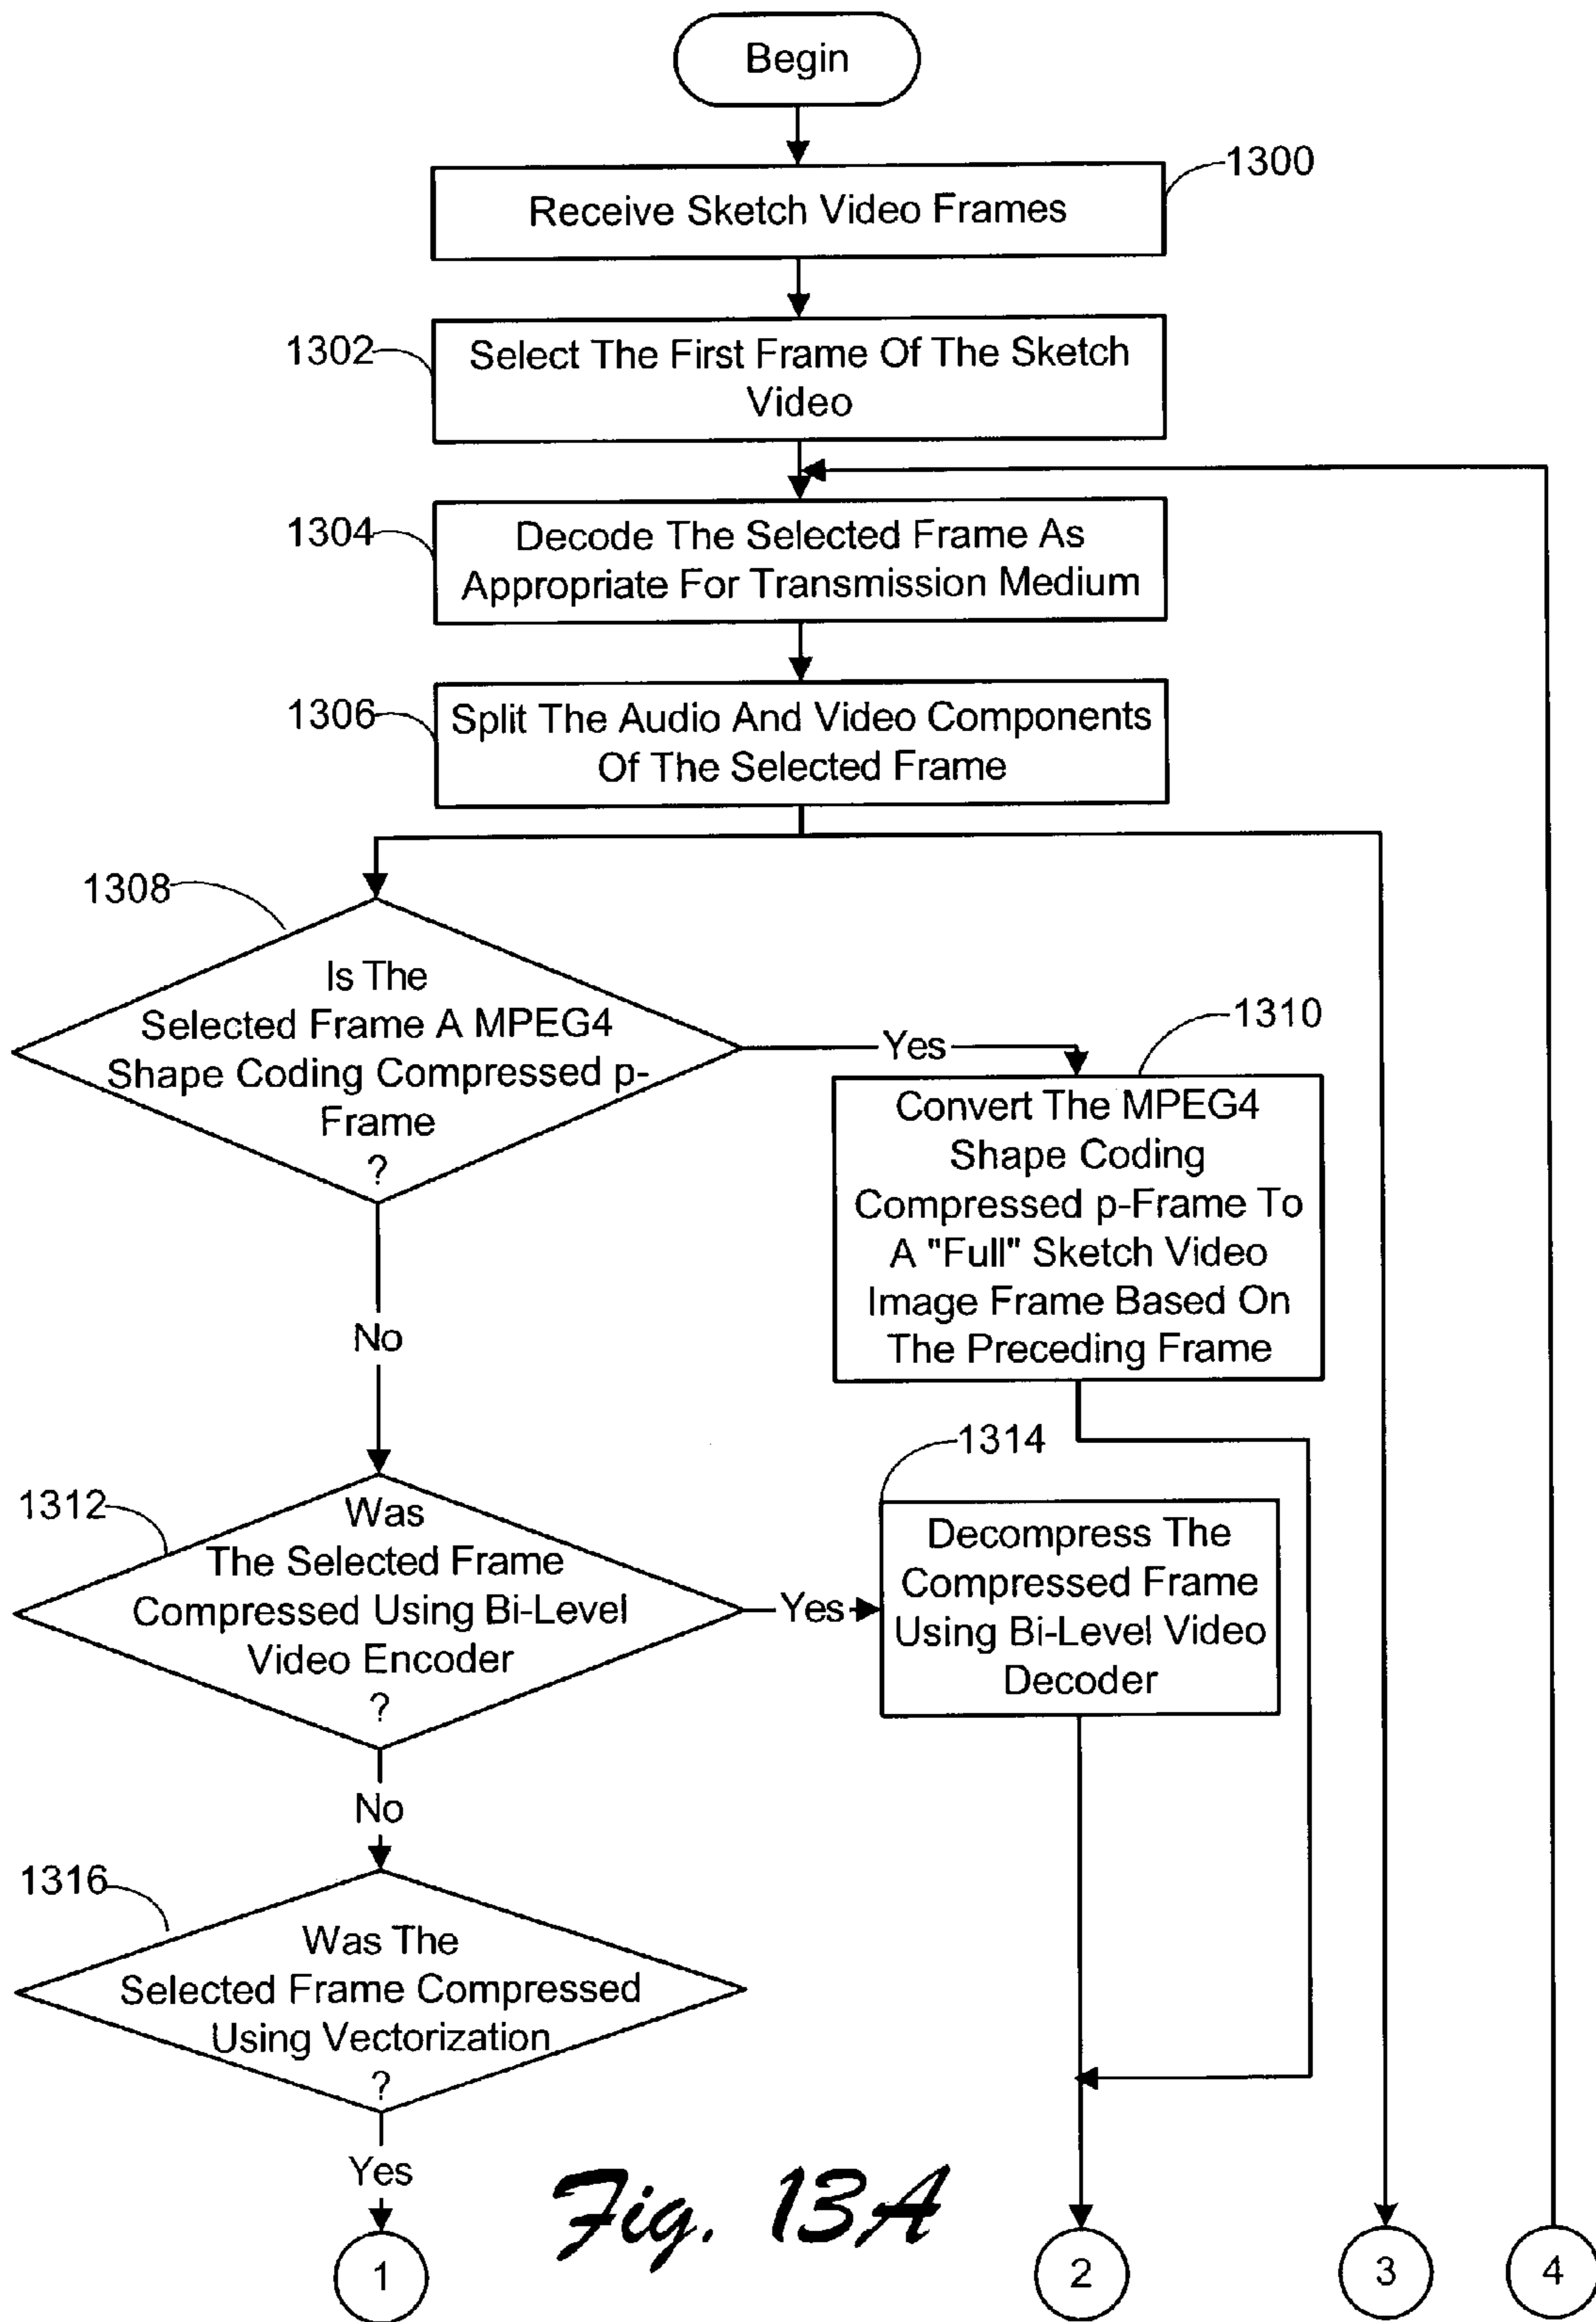 Begin
1300
Receive Sketch Video Frames
1302
Select The First Frame Of The Sketch
Video
1304
Decode The Selected Frame As
Appropriate For Transmission Medium
1306
Split The Audio And Video Components
Of The Selected Frame
1308
Is The
Selected Frame A MPEG4
Shape Coding Compressed p-
Frame
?
Yes
1310
Convert The MPEG4
Shape Coding
Compressed p-Frame To
A "Full" Sketch Video
Image Frame Based On
The Preceding Frame
No
1312
Was
The Selected Frame
Compressed Using Bi-Level
Video Encoder
?
Yes
1314
Decompress The
Compressed Frame
Using Bi-Level Video
Decoder
No
1316
Was The
Selected Frame Compressed
Using Vectorization
?
Yes
Fig. 13A
1
2
3
4